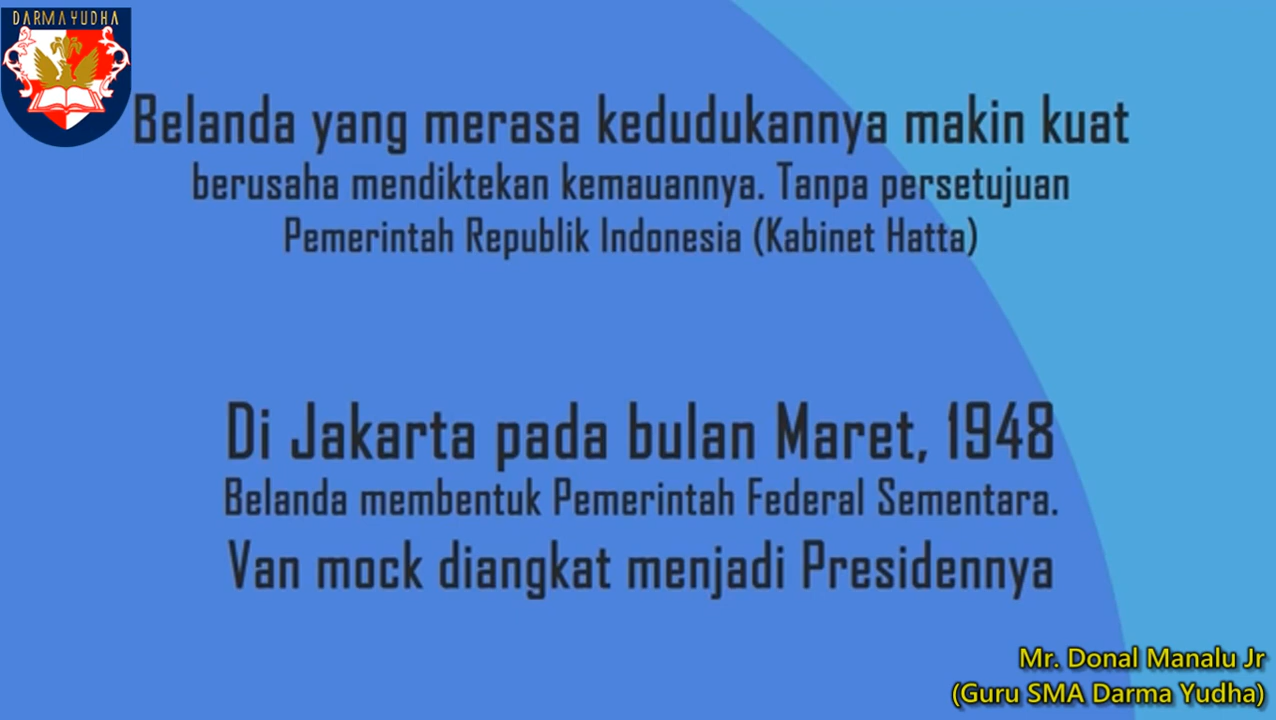 DARMA YUDHA
Belanda yang merasa kedudukannya makin kuat
berusaha mendiktekan kemauannya. Tanpa persetujuan
Pemerintah Republik Indonesia (Kabinet Hatta)
Di Jakarta pada bulan Maret, 1948
Belanda membentuk Pemerintah Federal Sementara.
Van mock diangkat menjadi Presidennya
Mr. Donal Manalu Jr
(Guru SMA Darma Yudha)